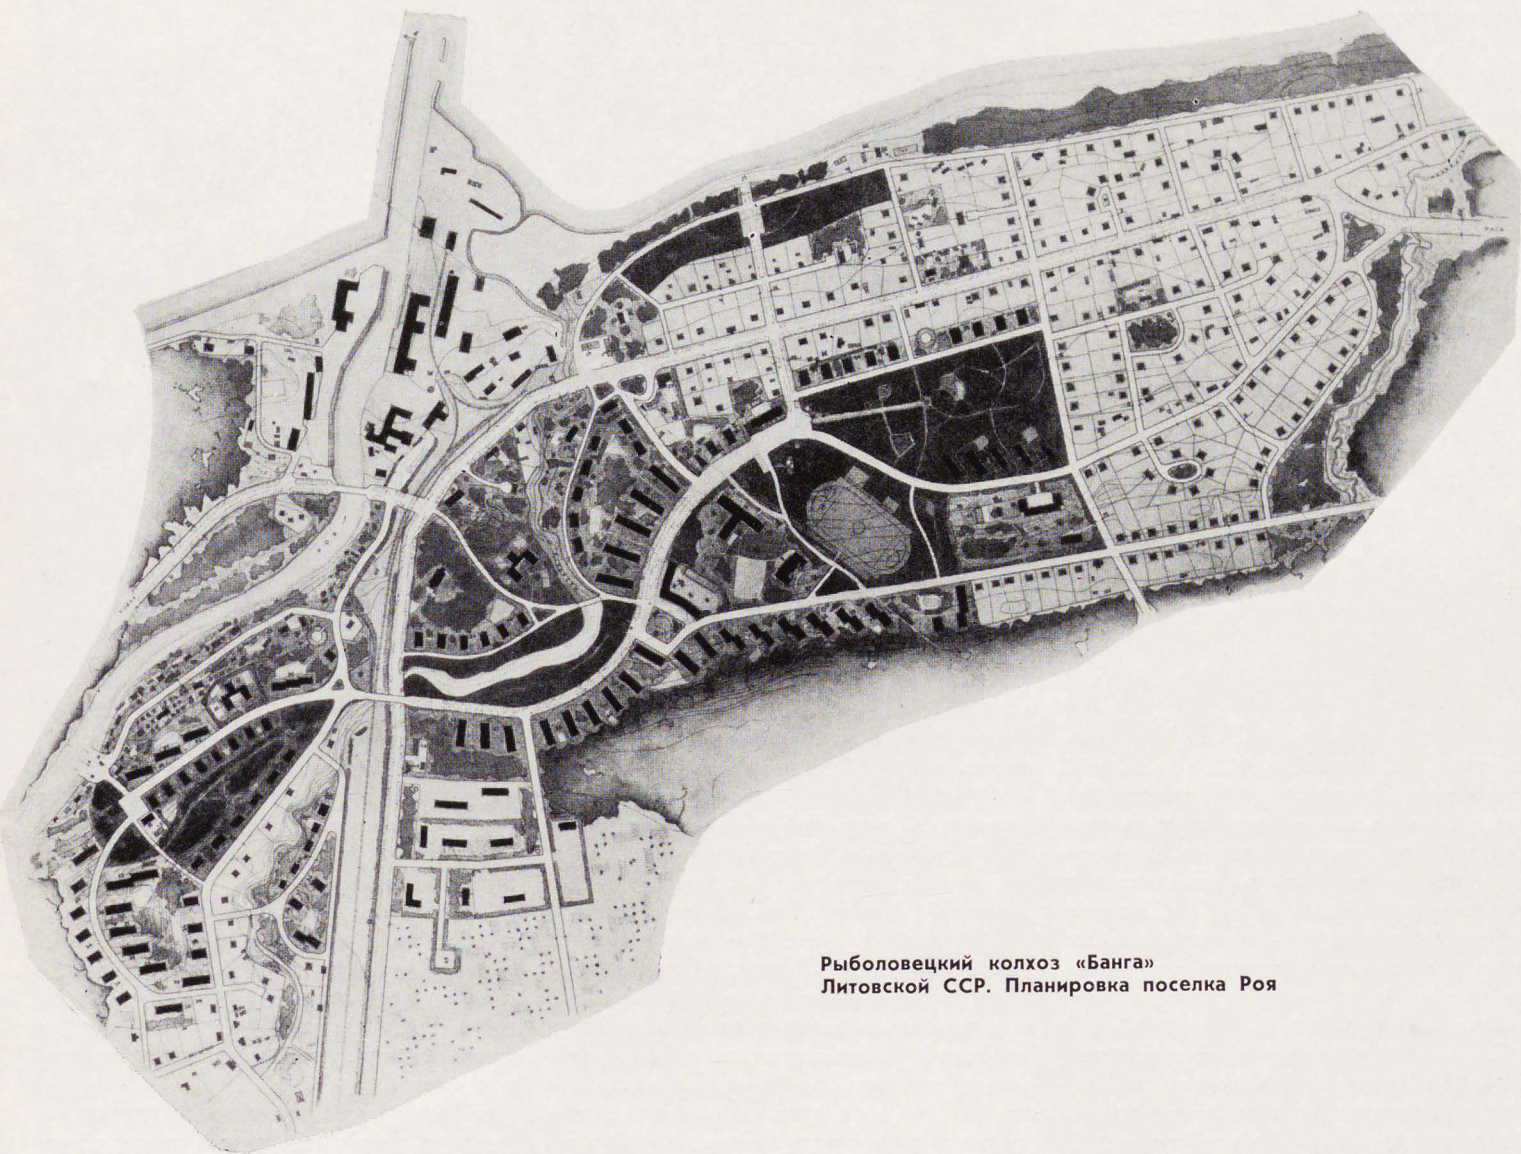 Рыболовецкий колхоз «Банга»
Литовской ССР. Планировка поселка Роя